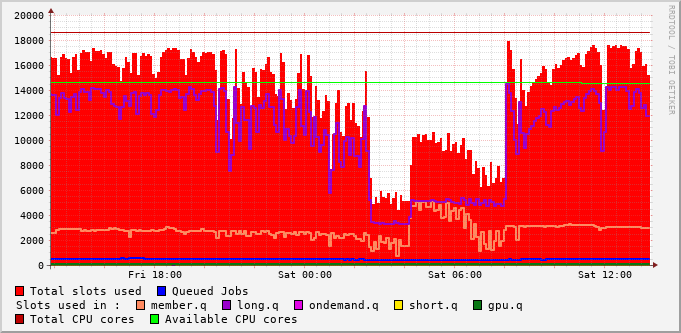 RRDTOOL / TOBI OETIKER
20000
18000
16000
14000
12000
10000
8000
6000
4000
2000
0
Fri 18:00 Sat 00:00 Sat 06:00 Sat 12:00
Total slots used Queued Jobs
Slots used in : member.q long.q ondemand.q short.q gpu.q
Total CPU cores Available CPU cores